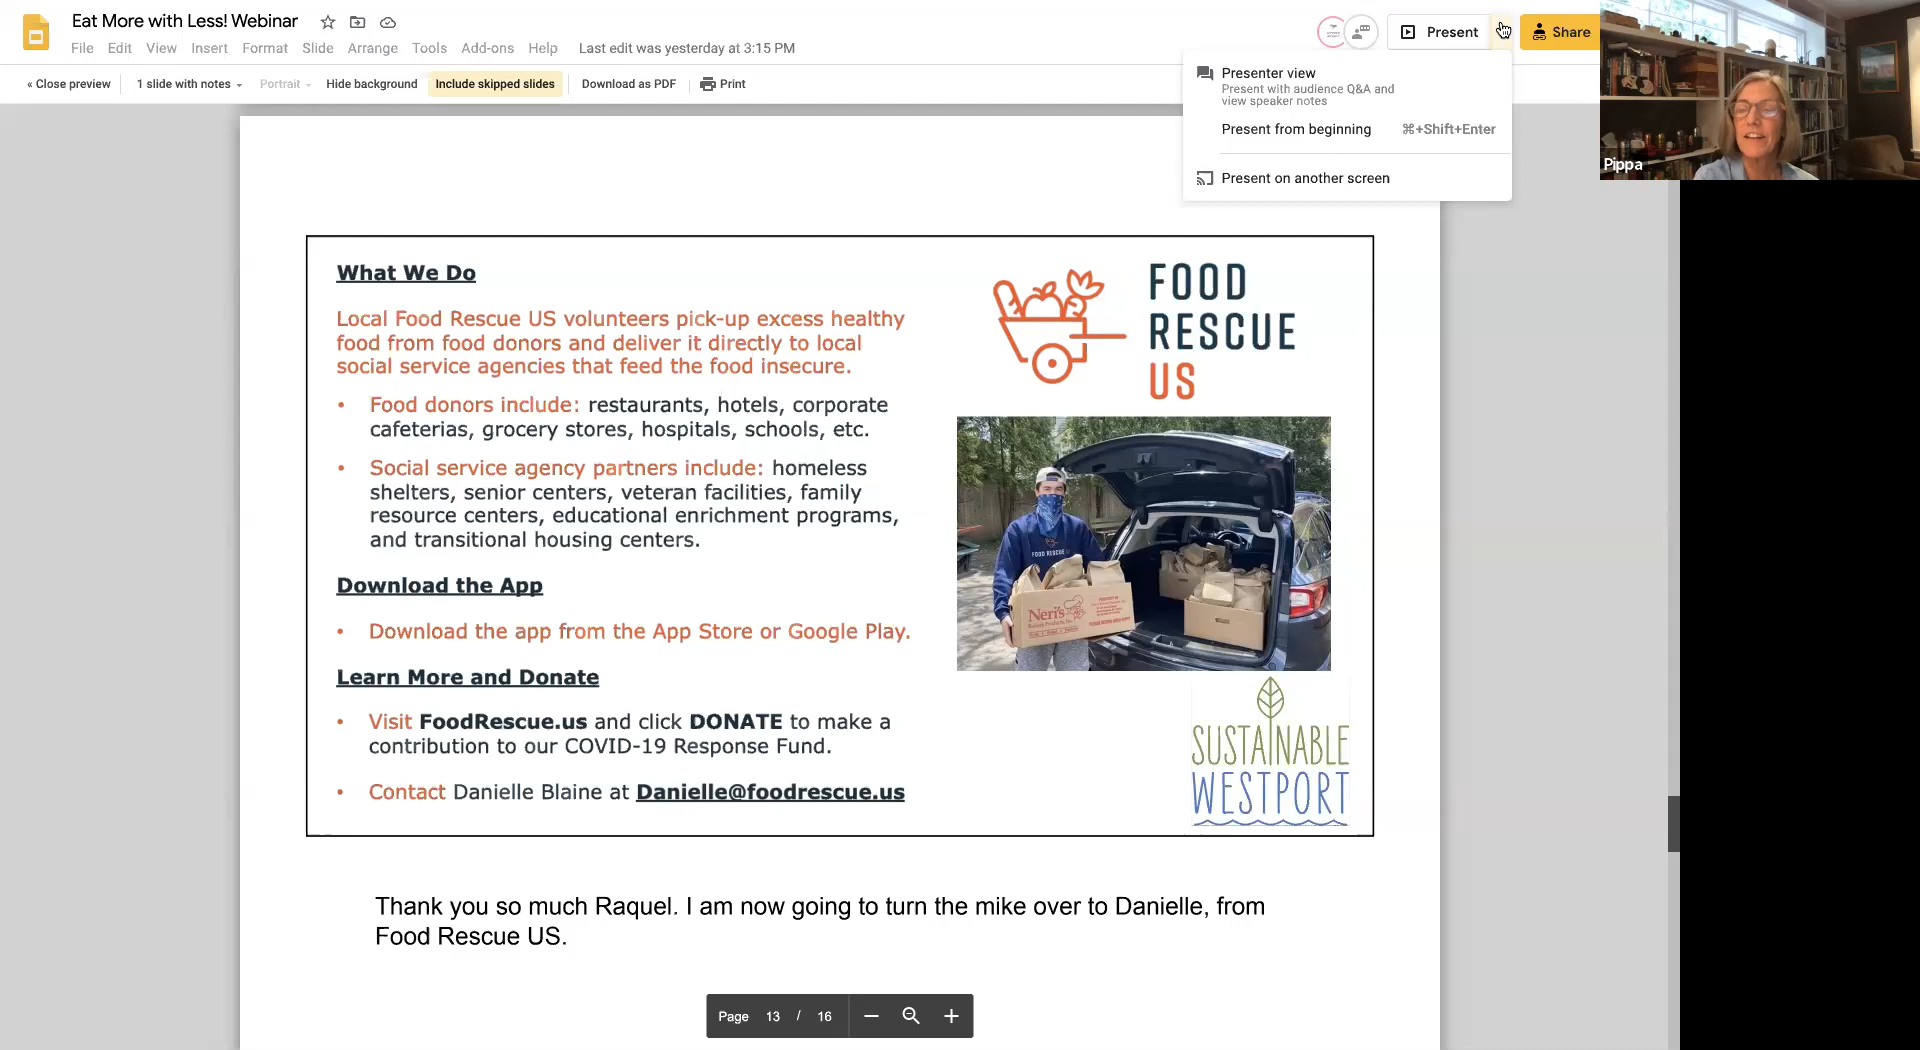 Eat More with Less! Webinar
File Edit View Insert Format Slide Arrange Tools Add-ons Help Last edit was yesterday at 3:15 PM
Present
Share
« Close preview 1 slide with notes Portrait Hide background Include skipped slides Download as PDF Print
Presenter view
Present with audience Q&A and
view speaker notes
Present from beginning ⌘+Shift+Enter
Present on another screen
Pippa
What We Do
Local Food Rescue US volunteers pick-up excess healthy
food from food donors and deliver it directly to local
social service agencies that feed the food insecure.
• Food donors include: restaurants, hotels, corporate
cafeterias, grocery stores, hospitals, schools, etc.
• Social service agency partners include: homeless
shelters, senior centers, veteran facilities, family
resource centers, educational enrichment programs,
and transitional housing centers.
Download the App
• Download the app from the App Store or Google Play.
Learn More and Donate
• Visit FoodRescue.us and click DONATE to make a
contribution to our COVID-19 Response Fund.
• Contact Danielle Blaine at Danielle@foodrescue.us
FOOD
RESCUE
US
FOOD RESCUE
Neri's
SUSTAINABLE
WESTPORT
Thank you so much Raquel. I am now going to turn the mike over to Danielle, from
Food Rescue US.
Page 13 / 16